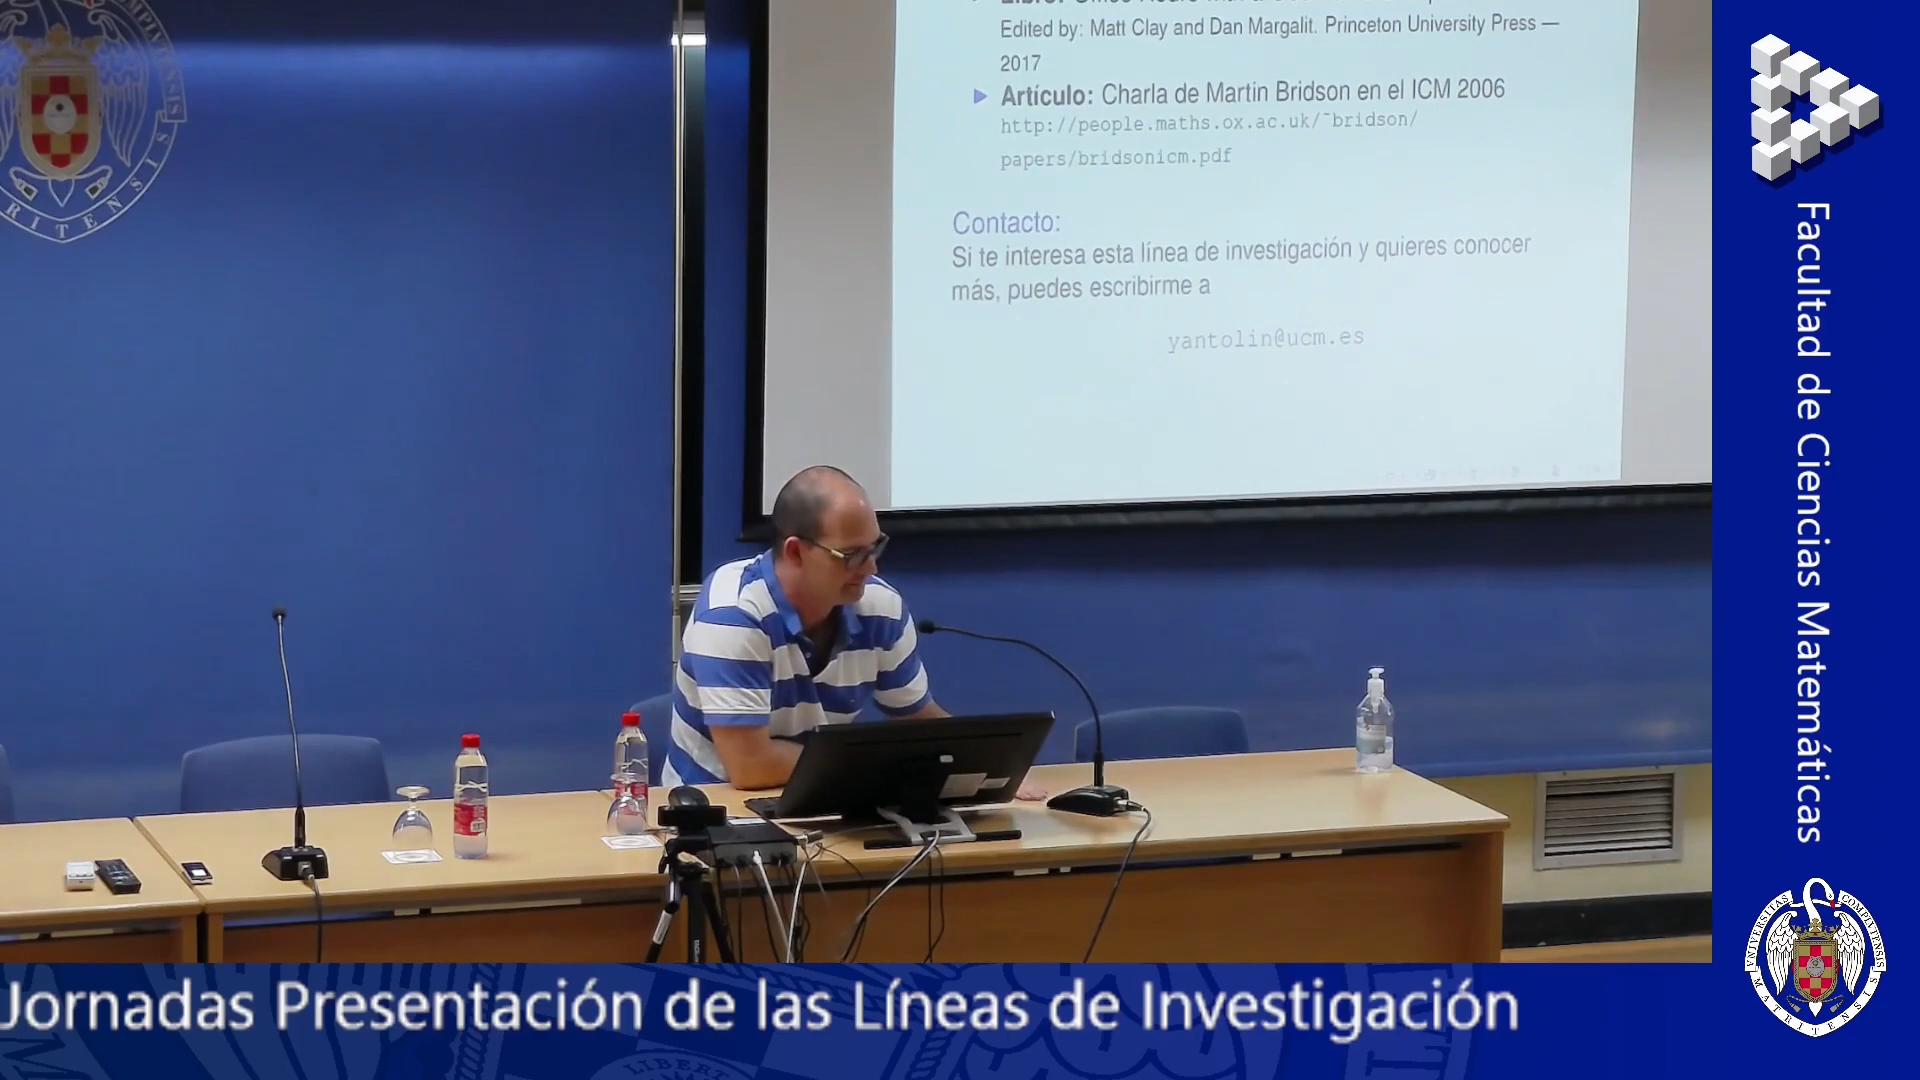 Edited by: Matt Clay and Dan Margalit. Princeton University Press —
2017
Artículo: Charla de Martin Bridson en el ICM 2006
http://people.maths.ox.ac.uk/~bridson/
papers/bridsonicm.pdf
Contacto:
Si te interesa esta línea de investigación y quieres conocer
más, puedes escribirme a
yantolin@ucm.es
Facultad de Ciencias Matemáticas
VNIVERSITAS COMPLVTENSIS
MATRITENSIS
Jornadas Presentación de las Líneas de Investigación